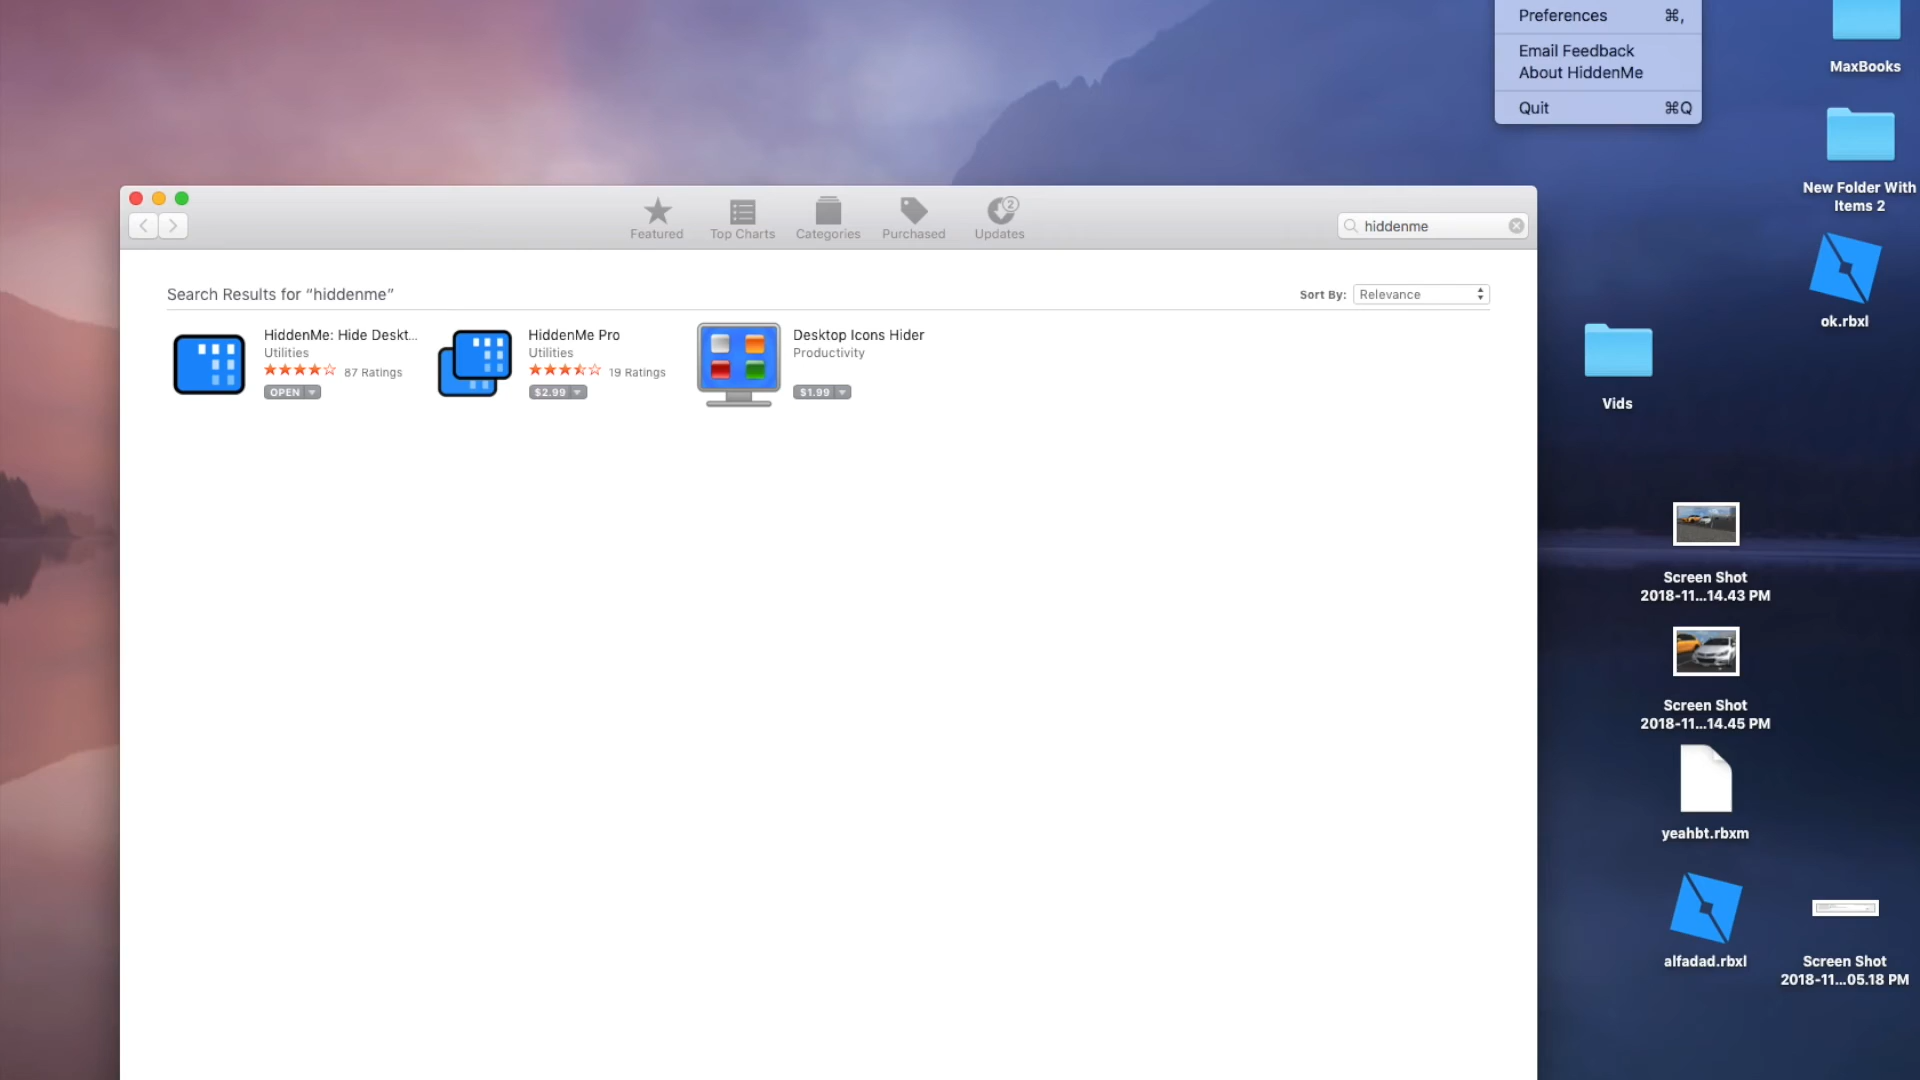 Preferences ⌘,
Email Feedback
About HiddenMe
Quit ⌘Q
MaxBooks
New Folder With
Items 2
ok.rbxl
Vids
Screen Shot
2018-11...14.43 PM
Screen Shot
2018-11...14.45 PM
yeahbt.rbxm
alfadad.rbxl
Screen Shot
2018-11...05.18 PM
Featured
Top Charts
Categories
Purchased
2
Updates
hiddenme
Search Results for “hiddenme”
Sort By: Relevance
HiddenMe: Hide Deskt...
Utilities
87 Ratings
OPEN
HiddenMe Pro
Utilities
19 Ratings
$2.99
Desktop Icons Hider
Productivity
$1.99